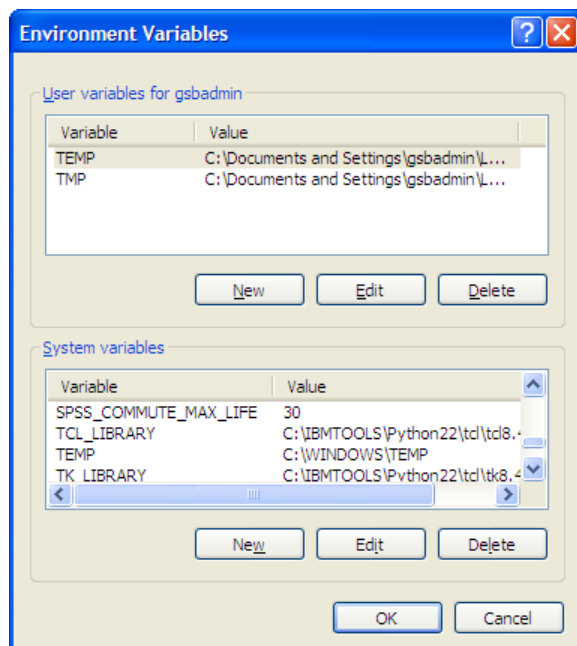 Environment Variables
User variables for gsbadmin
Variable Value
TEMP C:\Documents and Settings\gsbadmin\L...
TMP C:\Documents and Settings\gsbadmin\L...
New Edit Delete
System variables
Variable Value
SPSS_COMMUTE_MAX_LIFE 30
TCL_LIBRARY C:\IBMTOOLS\Python22\tcl\tcl8.4
TEMP C:\WINDOWS\TEMP
TK_LIBRARY C:\IBMTOOLS\Python22\tcl\tk8.4
New Edit Delete
OK Cancel